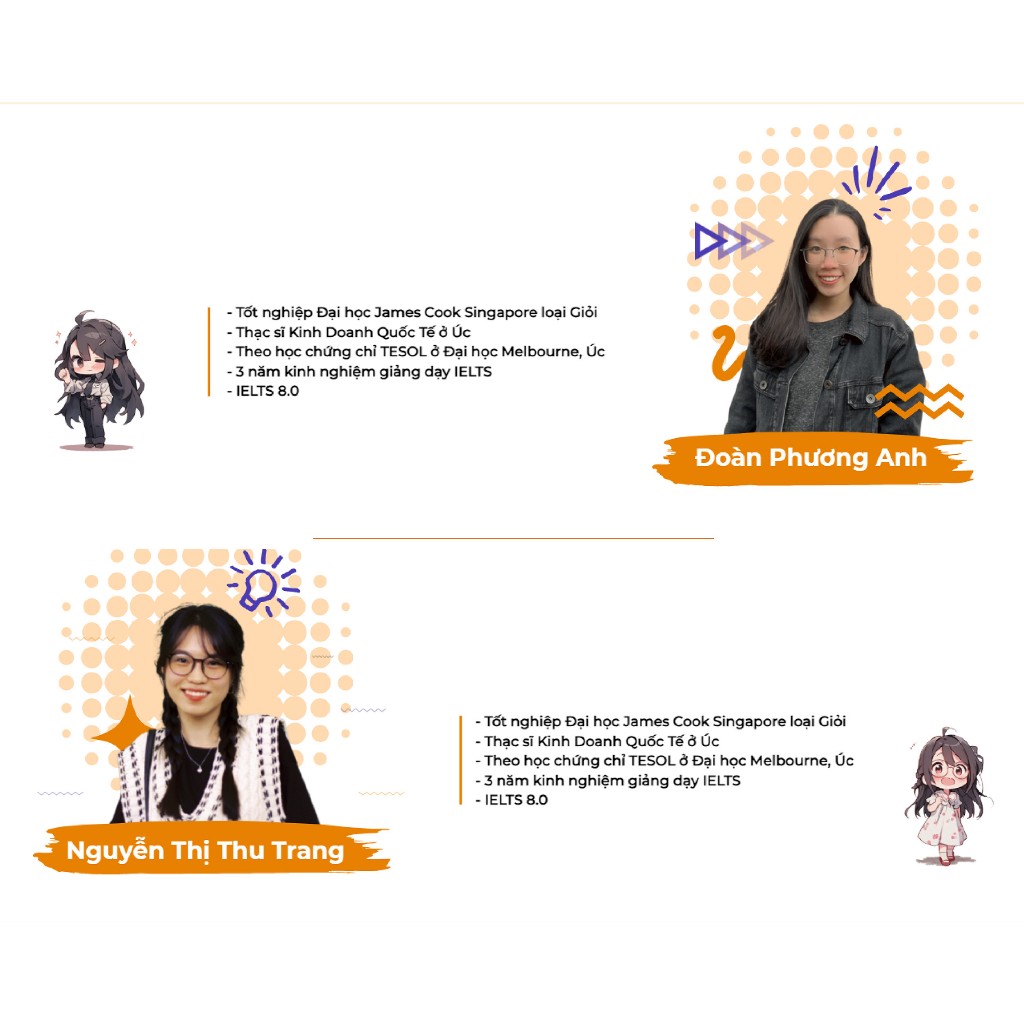 - Tốt nghiệp Đại học James Cook Singapore loại Giỏi
- Thạc sĩ Kinh Doanh Quốc Tế ở Úc
- Theo học chứng chỉ TESOL ở Đại học Melbourne, Úc
- 3 năm kinh nghiệm giảng dạy IELTS
- IELTS 8.0
Đoàn Phương Anh
Nguyễn Thị Thu Trang
- Tốt nghiệp Đại học James Cook Singapore loại Giỏi
- Thạc sĩ Kinh Doanh Quốc Tế ở Úc
- Theo học chứng chỉ TESOL ở Đại học Melbourne, Úc
- 3 năm kinh nghiệm giảng dạy IELTS
- IELTS 8.0